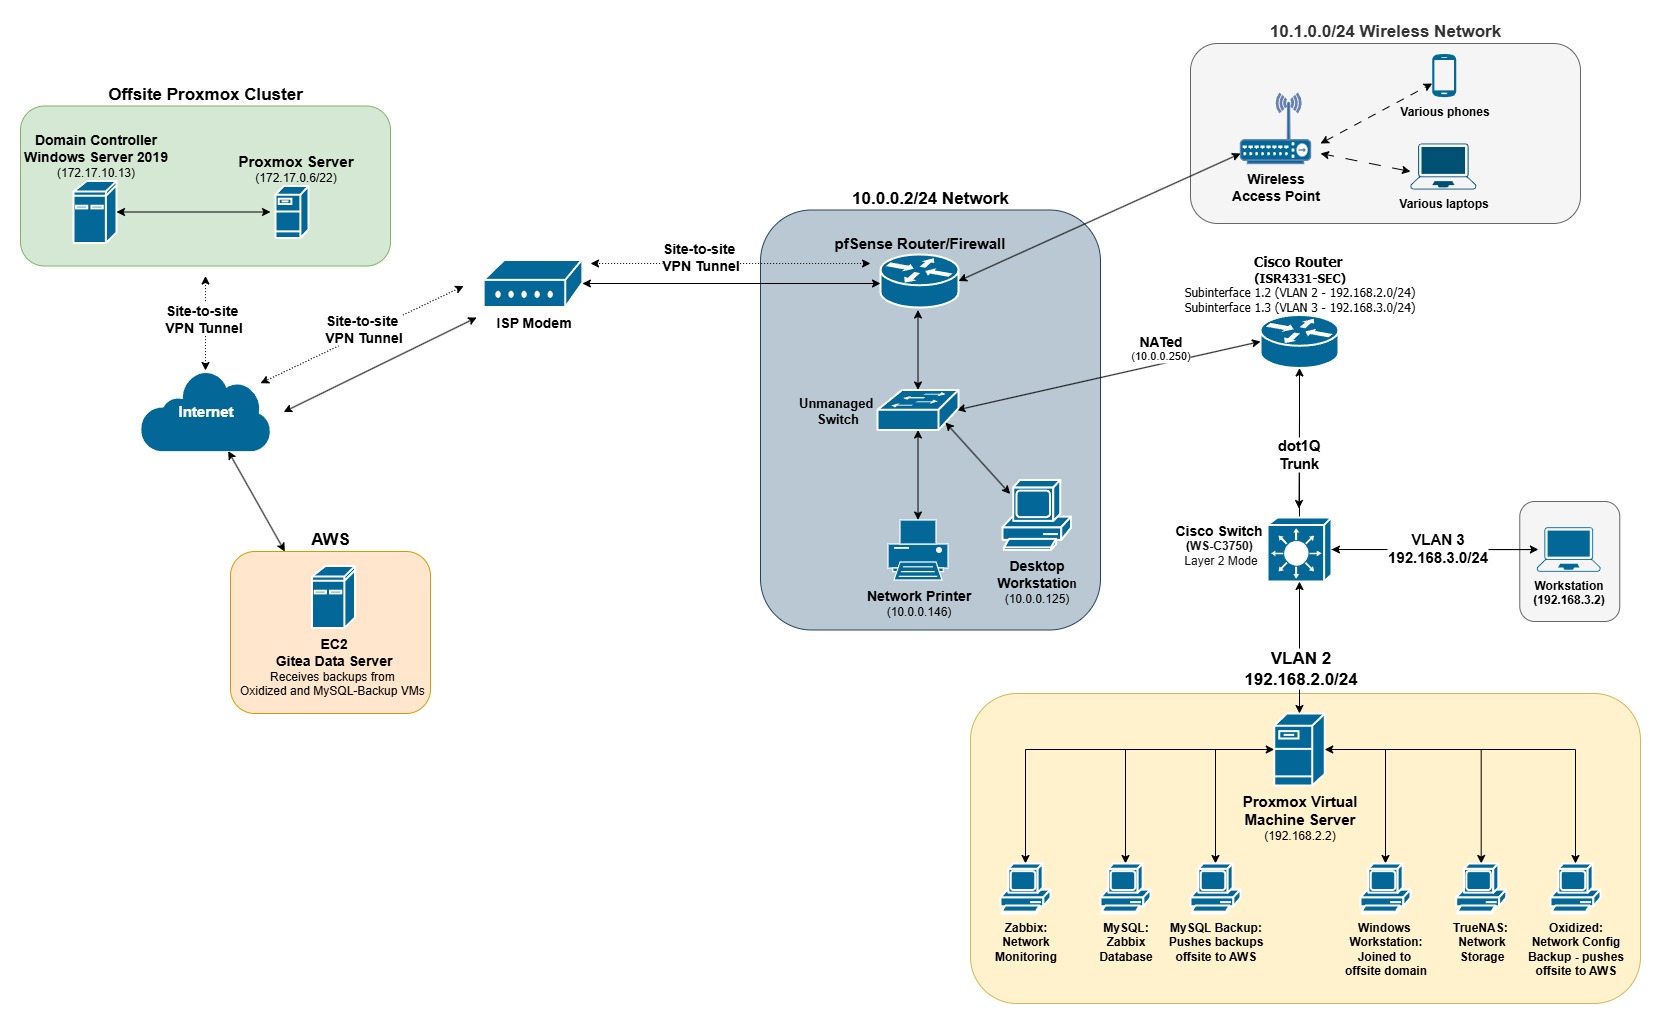 10.1.0.0/24 Wireless Network
Various phones
Wireless
Access Point
Various laptops
Offsite Proxmox Cluster
Domain Controller
Windows Server 2019
(172.17.10.13)
Proxmox Server
(172.17.0.6/22)
Site-to-site
VPN Tunnel
Site-to-site
VPN Tunnel
Internet
ISP Modem
Site-to-site
VPN Tunnel
AWS
EC2
Gitea Data Server
Receives backups from
Oxidized and MySQL-Backup VMs
10.0.0.2/24 Network
pfSense Router/Firewall
Unmanaged
Switch
Network Printer
(10.0.0.146)
Desktop
Workstation
(10.0.0.125)
NATed
(10.0.0.250)
Cisco Router
(ISR4331-SEC)
Subinterface 1.2 (VLAN 2 - 192.168.2.0/24)
Subinterface 1.3 (VLAN 3 - 192.168.3.0/24)
dot1Q
Trunk
Cisco Switch
(WS-C3750)
Layer 2 Mode
VLAN 3
192.168.3.0/24
Workstation
(192.168.3.2)
VLAN 2
192.168.2.0/24
Proxmox Virtual
Machine Server
(192.168.2.2)
Zabbix:
Network
Monitoring
MySQL:
Zabbix
Database
MySQL Backup:
Pushes backups
offsite to AWS
Windows
Workstation:
Joined to
offsite domain
TrueNAS:
Network
Storage
Oxidized:
Network Config
Backup - pushes
offsite to AWS